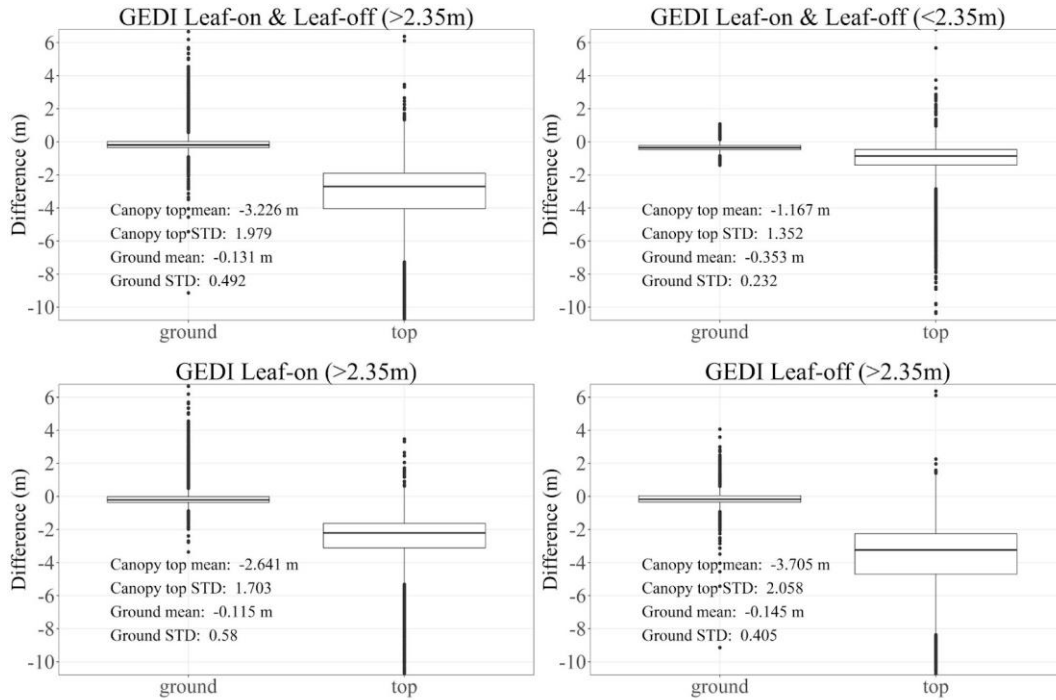 GEDI Leaf-on & Leaf-off (>2.35m)
6
4
2
0
-2
-4
-6
-8
-10
Difference (m)
Canopy top mean: -3.226 m
Canopy top STD: 1.979
Ground mean: -0.131 m
Ground STD: 0.492
ground top
GEDI Leaf-on & Leaf-off (<2.35m)
6
4
2
0
-2
-4
-6
-8
-10
Difference (m)
Canopy top mean: -1.167 m
Canopy top STD: 1.352
Ground mean: -0.353 m
Ground STD: 0.232
ground top
GEDI Leaf-on (>2.35m)
6
4
2
0
-2
-4
-6
-8
-10
Difference (m)
Canopy top mean: -2.641 m
Canopy top STD: 1.703
Ground mean: -0.115 m
Ground STD: 0.58
ground top
GEDI Leaf-off (>2.35m)
6
4
2
0
-2
-4
-6
-8
-10
Difference (m)
Canopy top mean: -3.705 m
Canopy top STD: 2.058
Ground mean: -0.145 m
Ground STD: 0.405
ground top